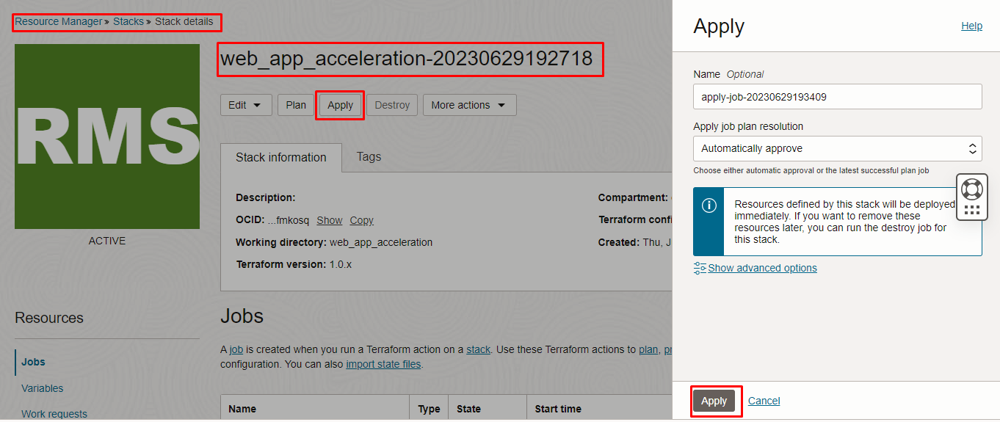 Resource Manager » Stacks » Stack details
RMS
ACTIVE
web_app_acceleration-20230629192718
Edit Plan Apply Destroy More actions
Stack information Tags
Description: Compartment:
OCID: ...fmkosq Show Copy Terraform
Working directory: web_app_acceleration Created: Thu, J
Terraform version: 1.0.x
Resources
Jobs
Variables
Work requests
Jobs
A job is created when you run a Terraform action on a stack. Use these Terraform actions to plan,
configuration. You can also import state files.
Name Type State Start time
Apply Help
Name Optional
apply-job-20230629193409
Apply job plan resolution
Automatically approve
Choose either automatic approval or the latest successful plan job
Resources defined by this stack will be deployed
immediately. If you want to remove these
resources later, you can run the destroy job for
this stack.
Show advanced options
Apply Cancel